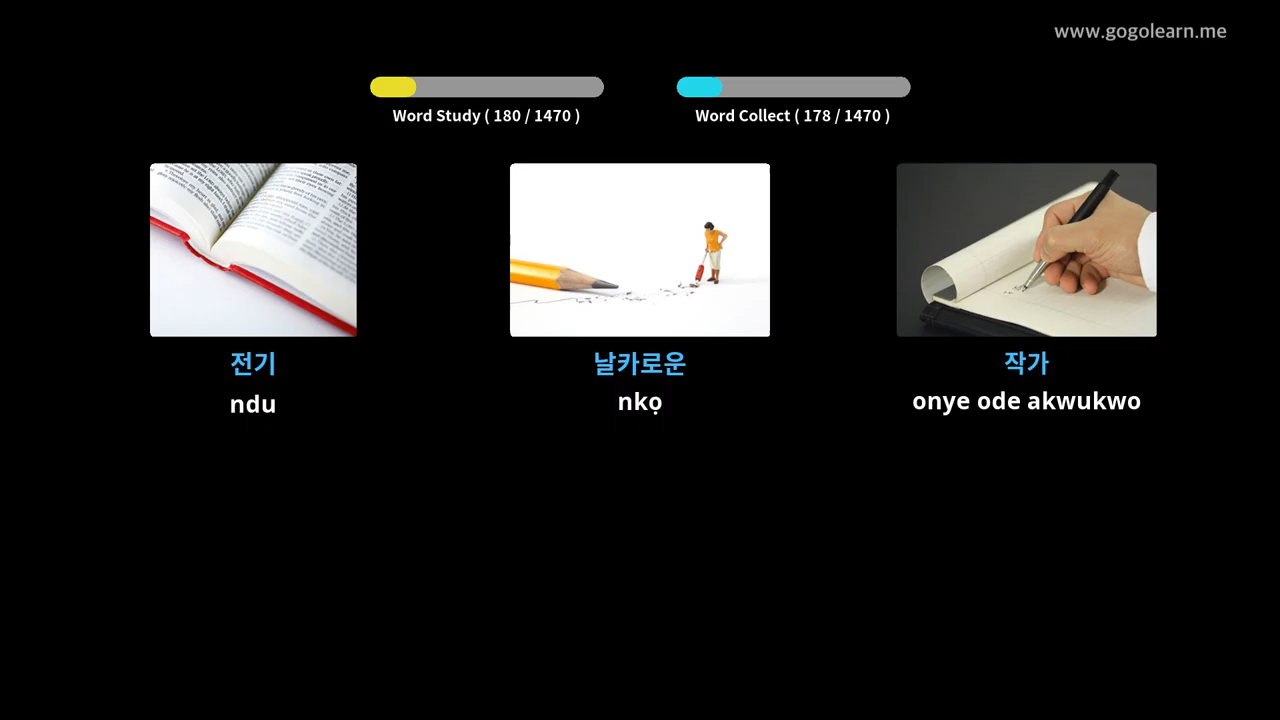 www.gogolearn.me
Word Study ( 180 / 1470 )
Word Collect ( 178 / 1470 )
전기
날카로운
작가
ndu
nkọ
onye ode akwukwo